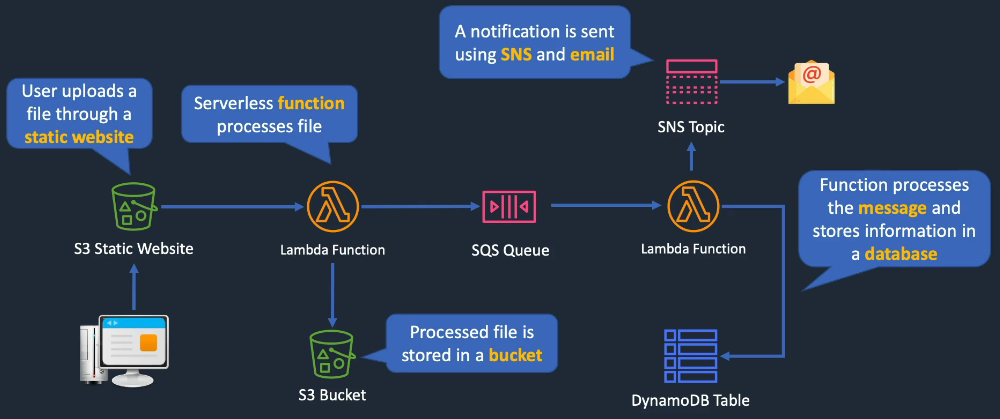 A notification is sent
using SNS and email
User uploads a
file through a
static website
Serverless function
processes file
SNS Topic
Function processes
the message and
stores information in
a database
S3 Static Website
Lambda Function
SQS Queue
Lambda Function
Processed file is
stored in a bucket
S3 Bucket
DynamoDB Table